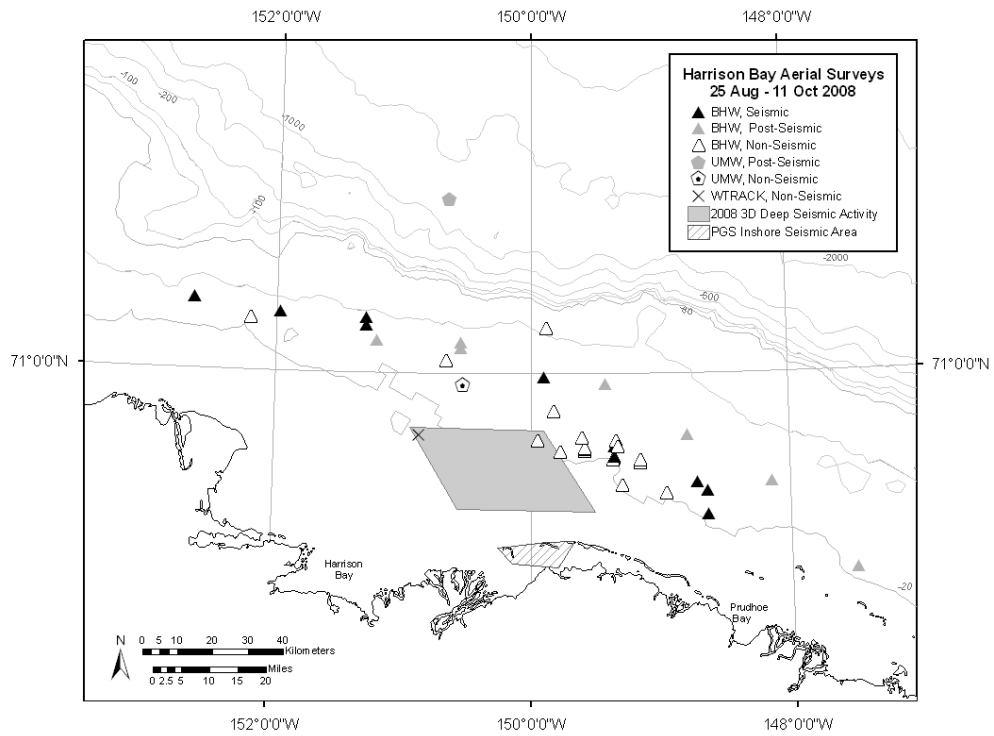 152°0'0"W 150°0'0"W 148°0'0"W
Harrison Bay Aerial Surveys
25 Aug - 11 Oct 2008
BHW, Seismic
BHW, Post-Seismic
BHW, Non-Seismic
UMW, Post-Seismic
UMW, Non-Seismic
WTRACK, Non-Seismic
2008 3D Deep Seismic Activity
PGS Inshore Seismic Area
-100
-200
-1000
-100
-2000
-500
71°0'0"N 71°0'0"N
Harrison
Bay
Prudhoe
Bay
-20
N
0 5 10 20 30 40
Kilometers
Miles
0 2.5 5 10 15 20
152°0'0"W 150°0'0"W 148°0'0"W